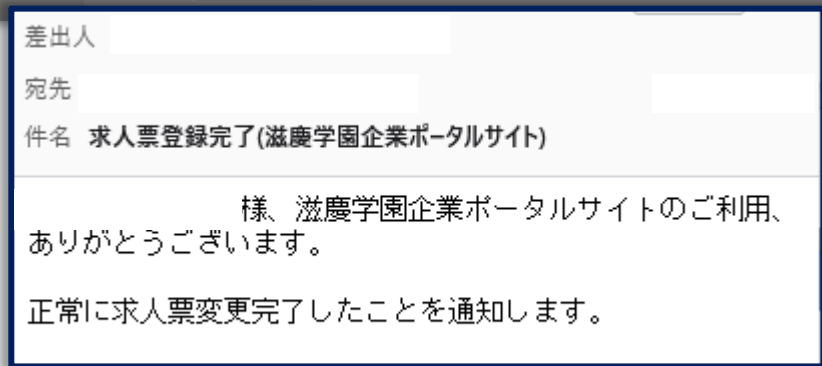 差出人
宛先
件名 求人票登録完了(滋慶学園企業ポータルサイト)
様、滋慶学園企業ポータルサイトのご利用、
ありがとうございます。
正常に求人票変更完了したことを通知します。